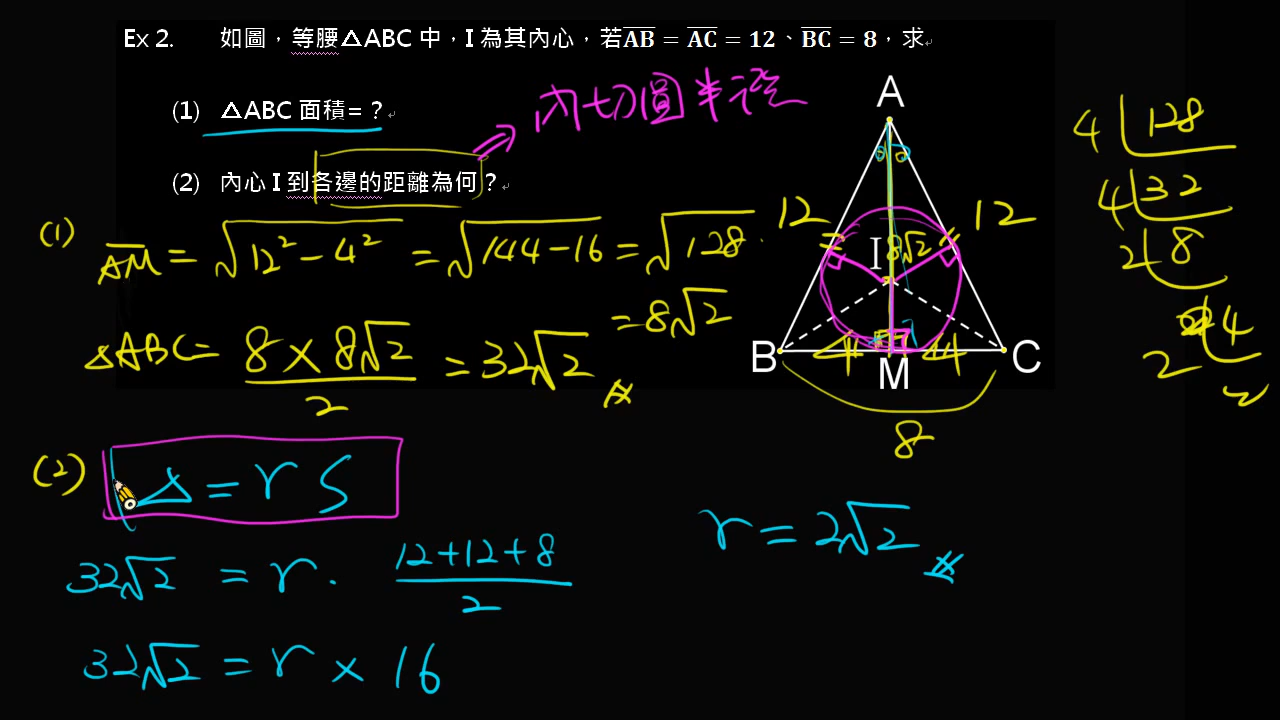 Ex 2. 如圖，等腰△ABC 中，I 為其內心，若A̅B̅ = A̅C̅ = 12、B̅C̅ = 8，求
(1) △ABC 面積=？
內切圓半徑
(2) 內心 I 到各邊的距離為何？
(1) A̅M̅ = √(12² − 4²) = √(144−16) = √128
= 8√2
△ABC = (8 × 8√2)/2 = 32√2
(2) △ = r s
32√2 = r · (12+12+8)/2
32√2 = r × 16
r = 2√2
A
12
12
I
8√2
B
4
4
C
M
8
4 128
4 32
2 8
2 4
2